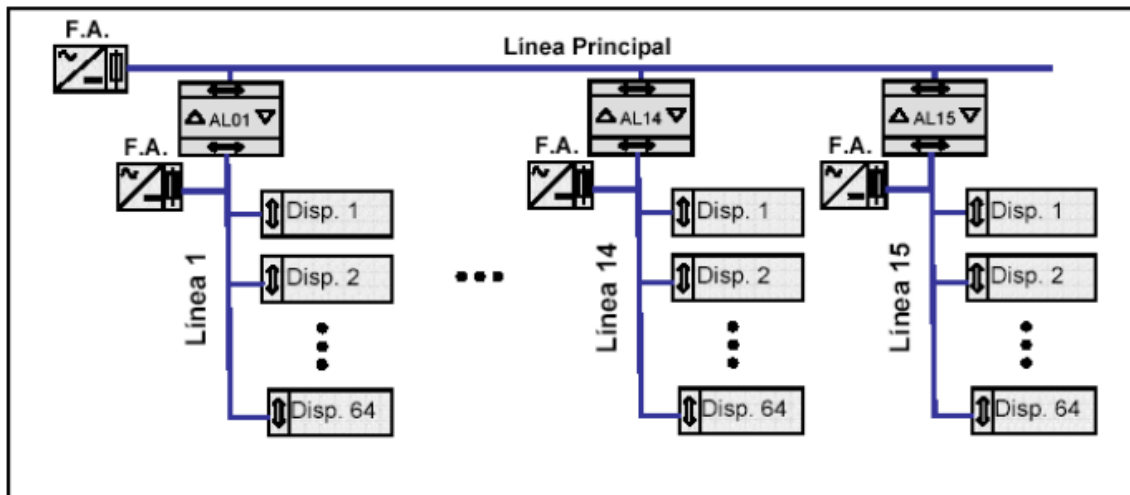 F.A.
Línea Principal
AL01
AL14
AL15
F.A.
F.A.
F.A.
Disp. 1
Disp. 1
Disp. 1
Disp. 2
Disp. 2
Disp. 2
Línea 1
Línea 14
Línea 15
Disp. 64
Disp. 64
Disp. 64